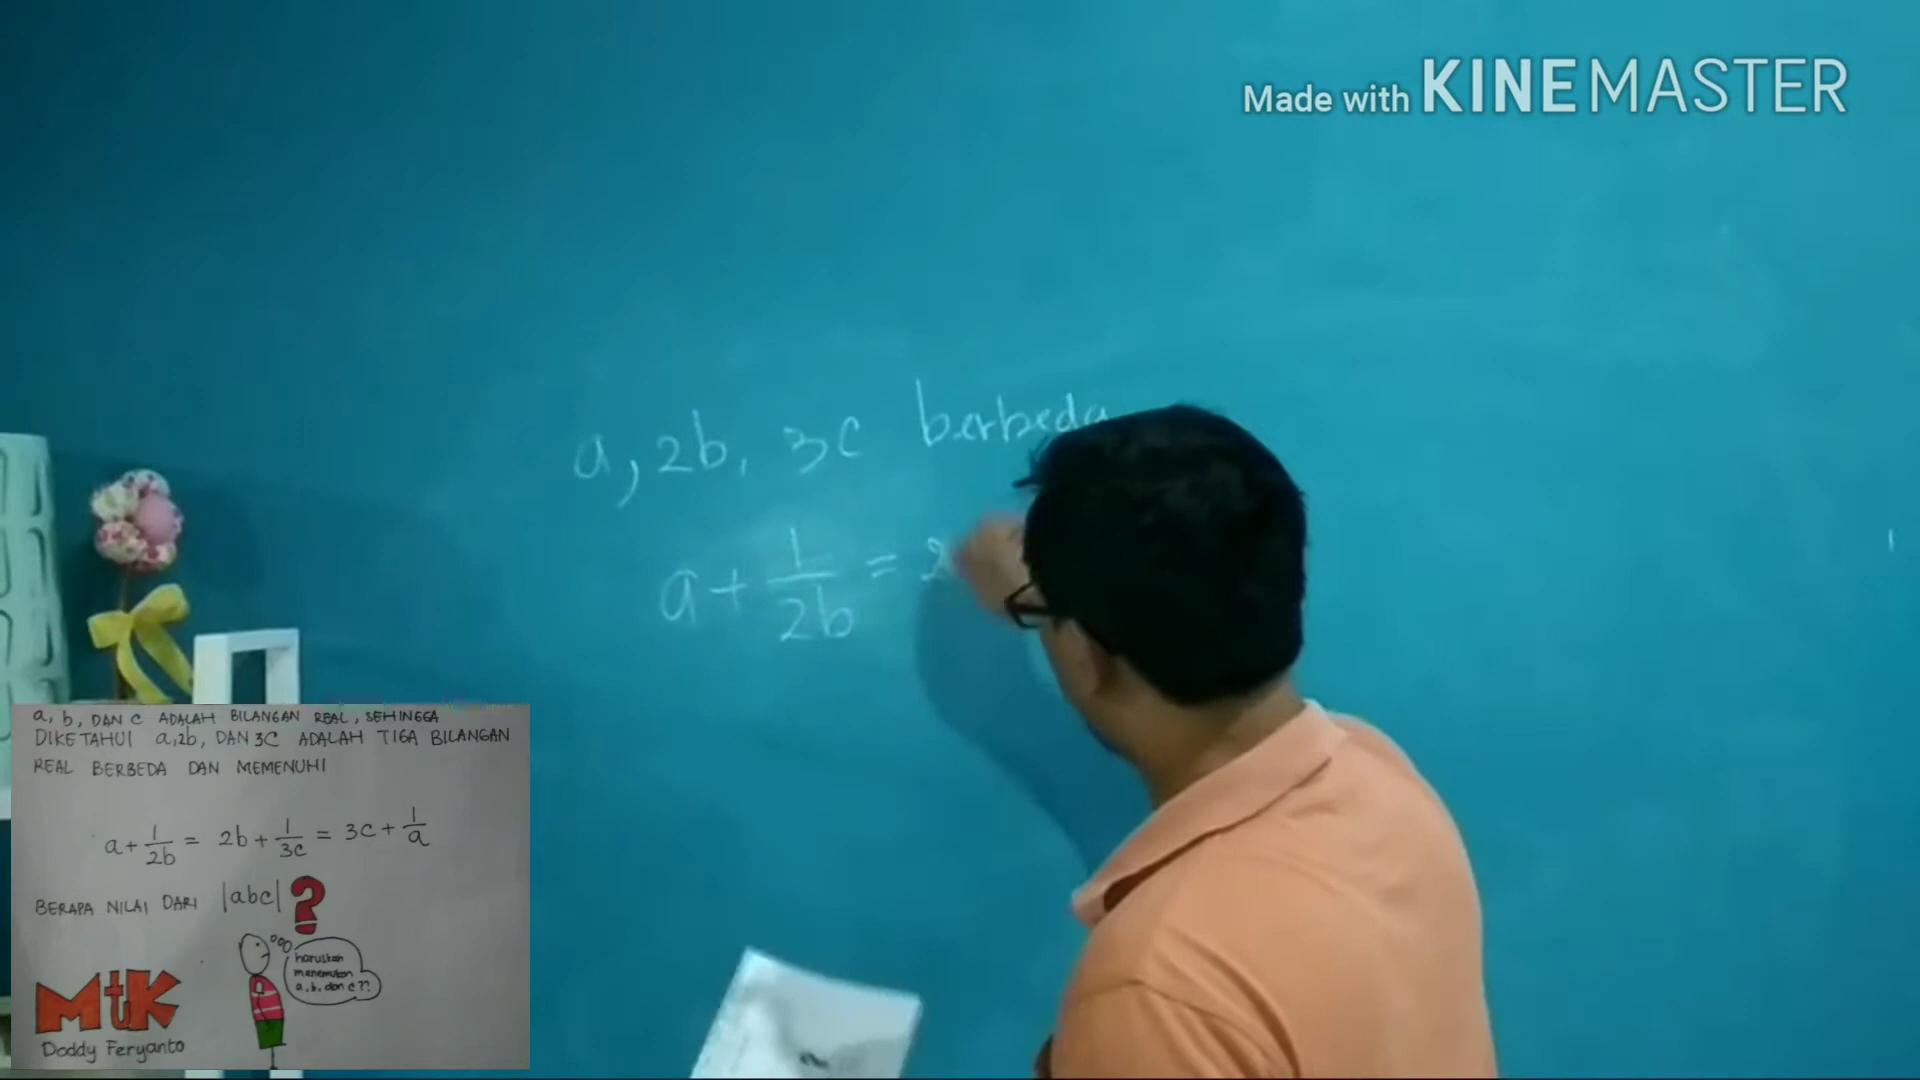 Made with KINEMASTER
a, 2b, 3c berbeda
a + 1/2b = 2
a, b, DAN C ADALAH BILANGAN REAL, SEHINGGA
DIKETAHUI a, 2b, DAN 3C ADALAH TIGA BILANGAN
REAL BERBEDA DAN MEMENUHI
a + 1/2b = 2b + 1/3c = 3c + 1/a
BERAPA NILAI DARI |abc| ?
haruskah
menemukan
a, b, dan c??
MtK
Doddy Feryanto